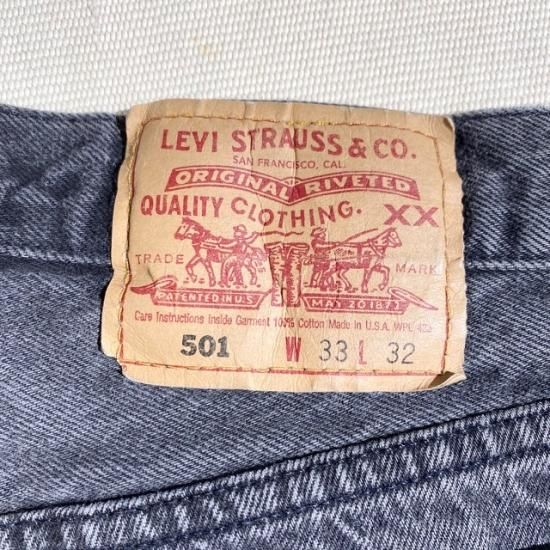 LEVI STRAUSS & CO.
SAN FRANCISCO, CAL.
ORIGINAL RIVETED
QUALITY CLOTHING. XX
TRADE MARK
PATENTED IN U.S. MAY 20 1873
Care Instructions Inside Garment 100% Cotton Made in U.S.A. WPL 423
501 W 33 L 32